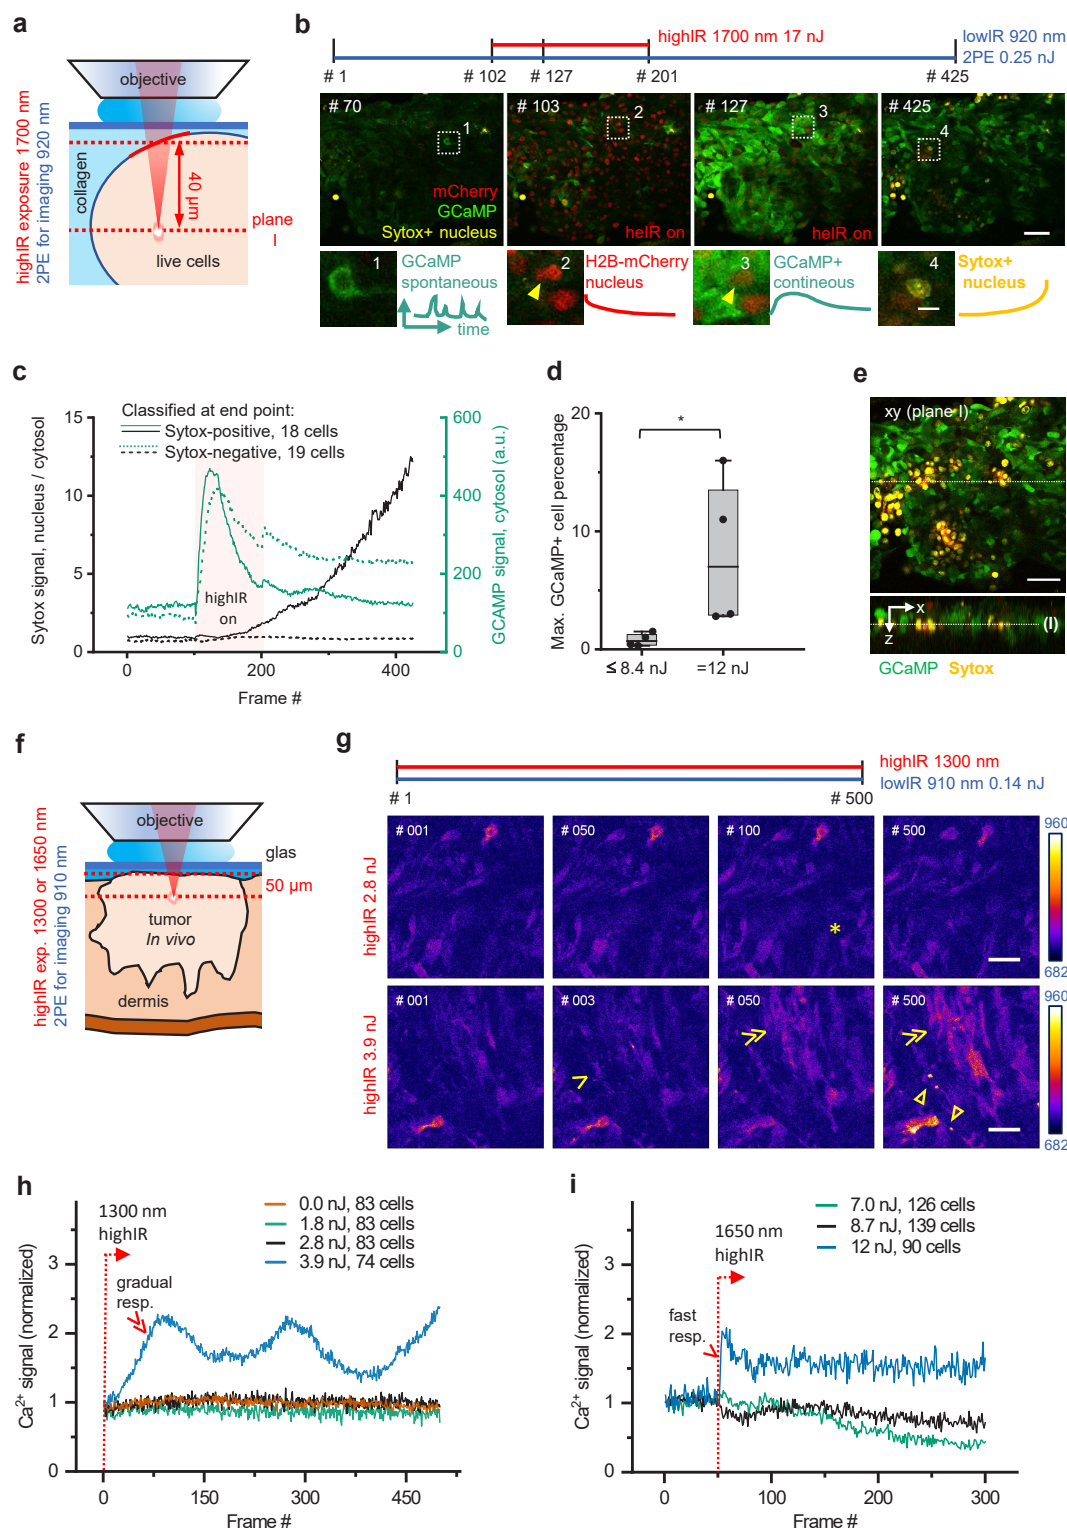 a
objective
highIR exposure 1700 nm
2PE for imaging 920 nm
collagen
40 µm
plane
I
live cells
b
highIR 1700 nm 17 nJ
lowIR 920 nm
2PE 0.25 nJ
# 1
# 102
# 127
# 201
# 425
# 70
1
mCherry
GCaMP
Sytox+ nucleus
# 103
2
heIR on
# 127
3
heIR on
# 425
4
1
GCaMP
spontaneous
time
2
H2B-mCherry
nucleus
3
GCaMP+
contineous
4
Sytox+
nucleus
c
Classified at end point:
Sytox-positive, 18 cells
Sytox-negative, 19 cells
Sytox signal, nucleus / cytosol
15
10
5
0
GCAMP signal, cytosol (a.u.)
600
400
200
0
highIR
on
0
200
400
Frame #
d
Max. GCaMP+ cell percentage
20
10
0
*
≤ 8.4 nJ
=12 nJ
e
xy (plane I)
x
z
(I)
GCaMP Sytox
f
objective
highIR exp. 1300 or 1650 nm
2PE for imaging 910 nm
glas
50 µm
tumor
In vivo
dermis
g
highIR 1300 nm
lowIR 910 nm 0.14 nJ
# 1
# 500
highIR 2.8 nJ
# 001
# 050
# 100
*
# 500
960
682
highIR 3.9 nJ
# 001
# 003
# 050
# 500
960
682
h
1300 nm
highIR
0.0 nJ, 83 cells
1.8 nJ, 83 cells
2.8 nJ, 83 cells
3.9 nJ, 74 cells
gradual
resp.
Ca2+ signal (normalized)
3
2
1
0
0
150
300
450
Frame #
i
7.0 nJ, 126 cells
8.7 nJ, 139 cells
12 nJ, 90 cells
1650 nm
highIR
fast
resp.
Ca2+ signal (normalized)
3
2
1
0
0
100
200
300
Frame #